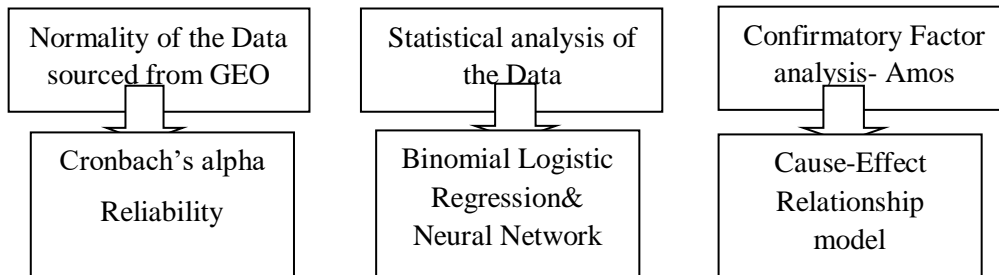 Normality of the Data
sourced from GEO
Cronbach’s alpha
Reliability
Statistical analysis of
the Data
Binomial Logistic
Regression&
Neural Network
Confirmatory Factor
analysis- Amos
Cause-Effect
Relationship
model